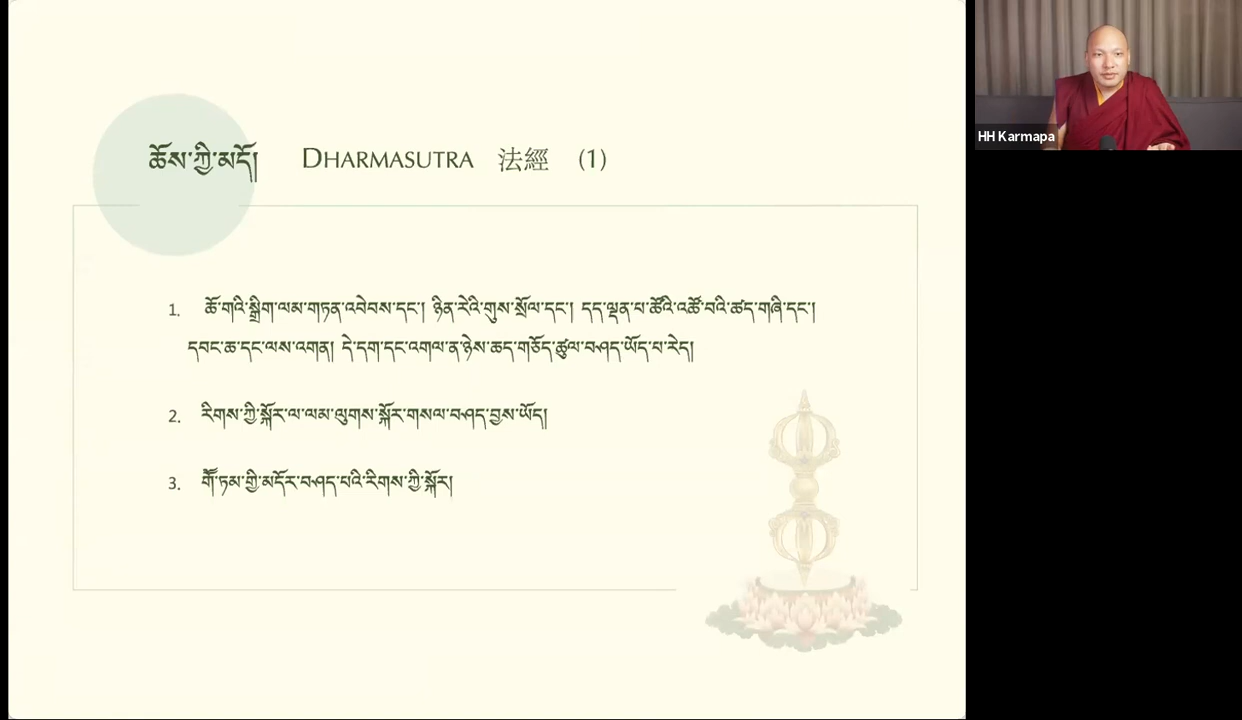 ཆོས་ཀྱི་མདོ། DHARMASUTRA 法經 (1)
HH Karmapa
1. ཆོ་གའི་སྒྲིག་ལམ་གཏན་འབེབས་དང་། ཉིན་རེའི་གུས་སྲོལ་དང་། དད་ལྡན་པ་ཚོའི་འཚོ་བའི་ཚད་གཞི་དང་།
དབང་ཆ་དང་ལས་འགན། དེ་དག་དང་འགལ་ན་ཉེས་ཆད་གཅོད་ཚུལ་བཤད་ཡོད་པ་རེད།
2. རིགས་ཀྱི་སྐོར་ལ་ལམ་ལུགས་སྐོར་གསལ་བཤད་བྱས་ཡོད།
3. གཽ་ཏམ་གྱི་མདོར་བཤད་པའི་རིགས་ཀྱི་སྐོར།